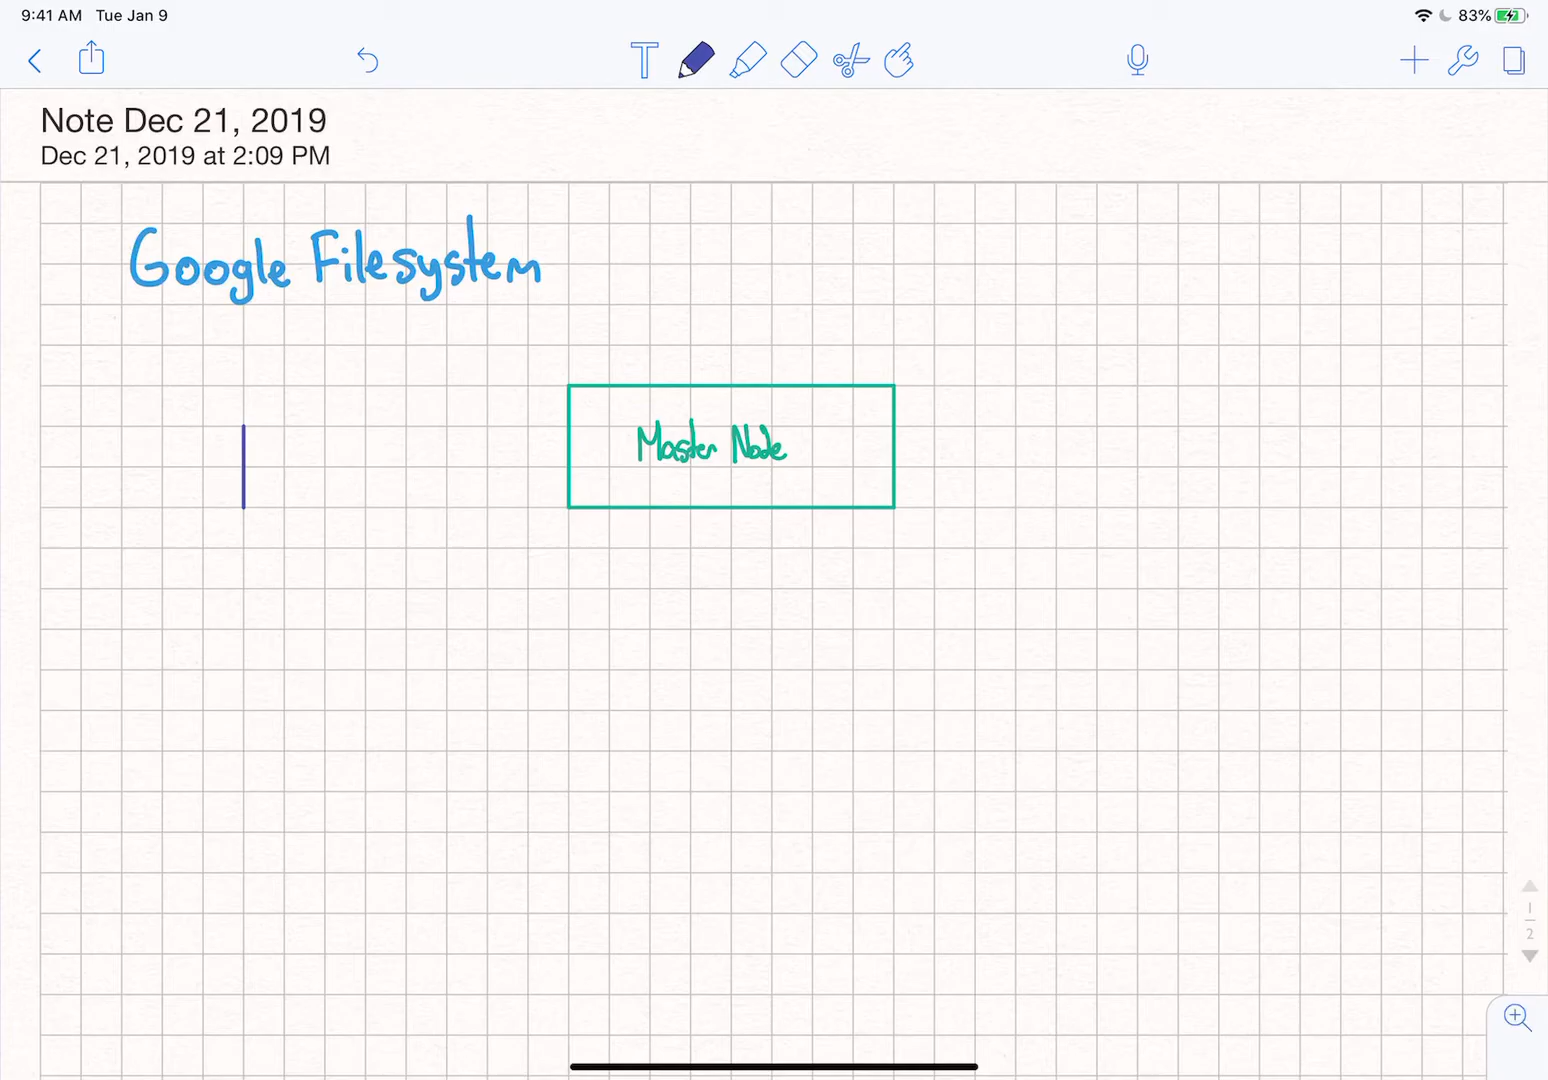 9:41 AM Tue Jan 9
83%
Note Dec 21, 2019
Dec 21, 2019 at 2:09 PM
Google Filesystem
Master Node
1
2